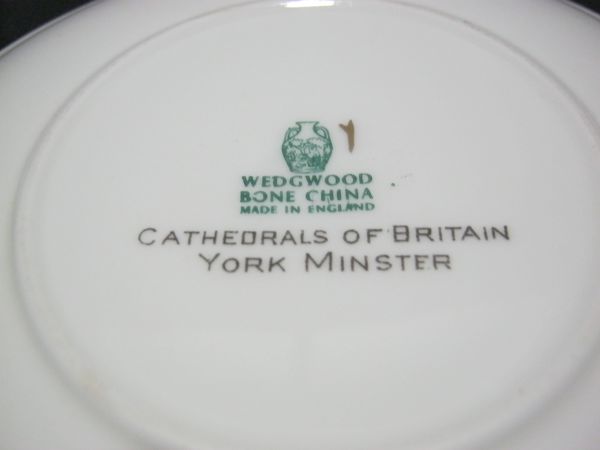 WEDGWOOD
BONE CHINA
MADE IN ENGLAND
CATHEDRALS OF BRITAIN
YORK MINSTER